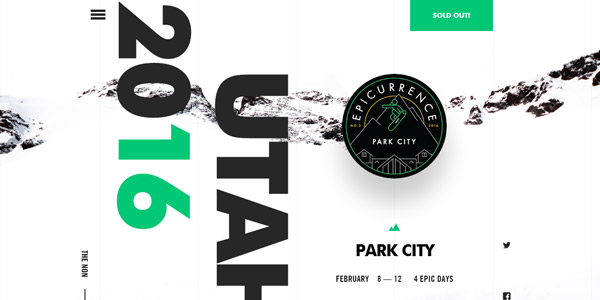 SOLD OUT!
2016
UTAH
EPICURRENCE
NO.3 2016
PARK CITY
PARK CITY
FEBRUARY 8 — 12 4 EPIC DAYS
THE NON —